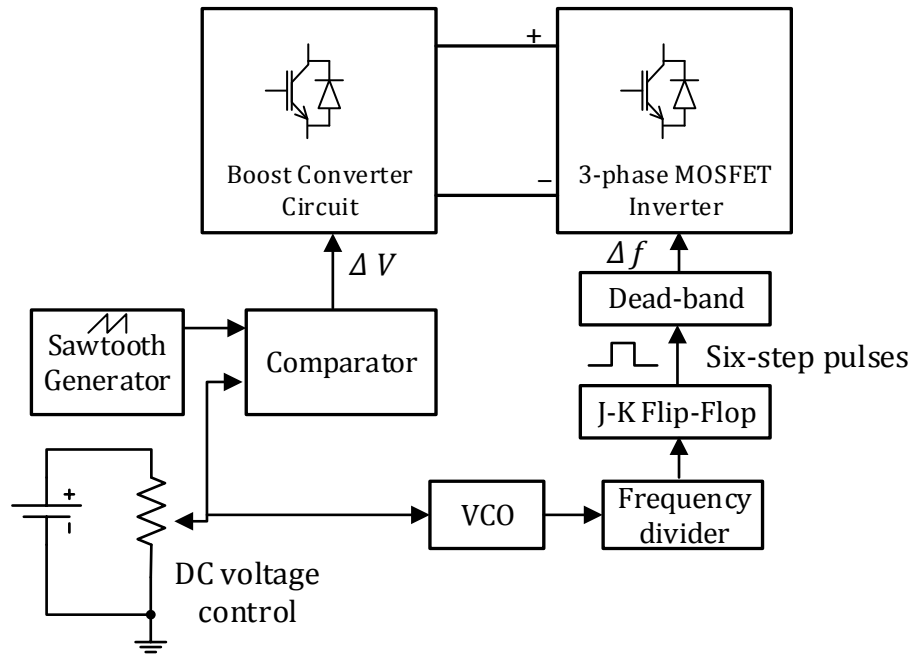 Boost Converter
Circuit
+
−
3-phase MOSFET
Inverter
Δ V
Δ f
Dead-band
Sawtooth
Generator
Comparator
Six-step pulses
J-K Flip-Flop
+
VCO
Frequency
divider
DC voltage
control